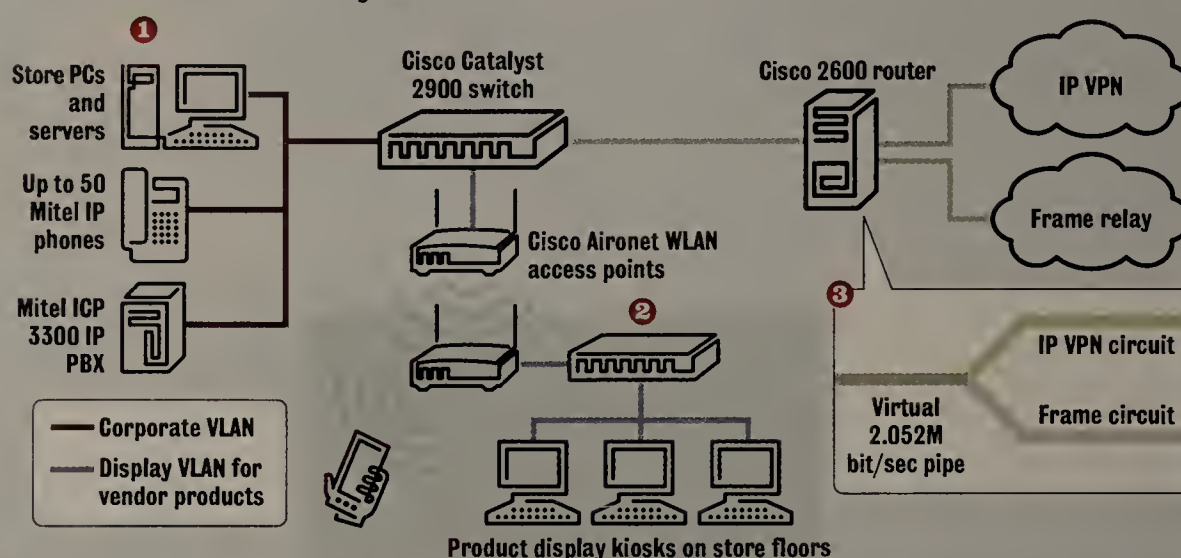 1
Store PCs
and
servers
Up to 50
Mitel IP
phones
Mitel ICP
3300 IP
PBX
Corporate VLAN
Display VLAN for
vendor products
Cisco Catalyst
2900 switch
Cisco Aironet WLAN
access points
2
Product display kiosks on store floors
Cisco 2600 router
IP VPN
Frame relay
3
Virtual
2.052M
bit/sec pipe
IP VPN circuit
Frame circuit